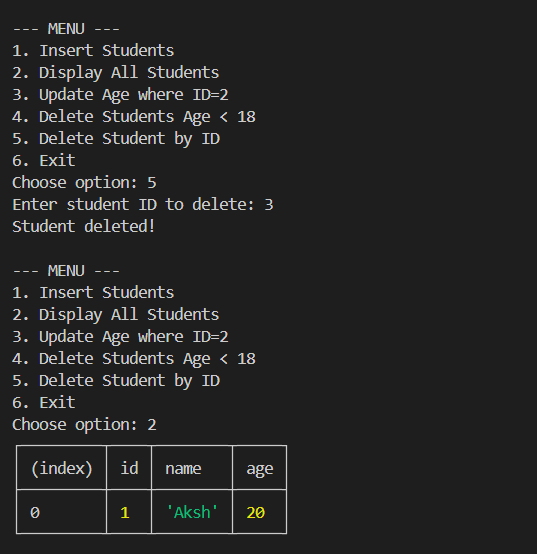 --- MENU ---
1. Insert Students
2. Display All Students
3. Update Age where ID=2
4. Delete Students Age < 18
5. Delete Student by ID
6. Exit
Choose option: 5
Enter student ID to delete: 3
Student deleted!
--- MENU ---
1. Insert Students
2. Display All Students
3. Update Age where ID=2
4. Delete Students Age < 18
5. Delete Student by ID
6. Exit
Choose option: 2
(index) id name age
0 1 'Aksh' 20